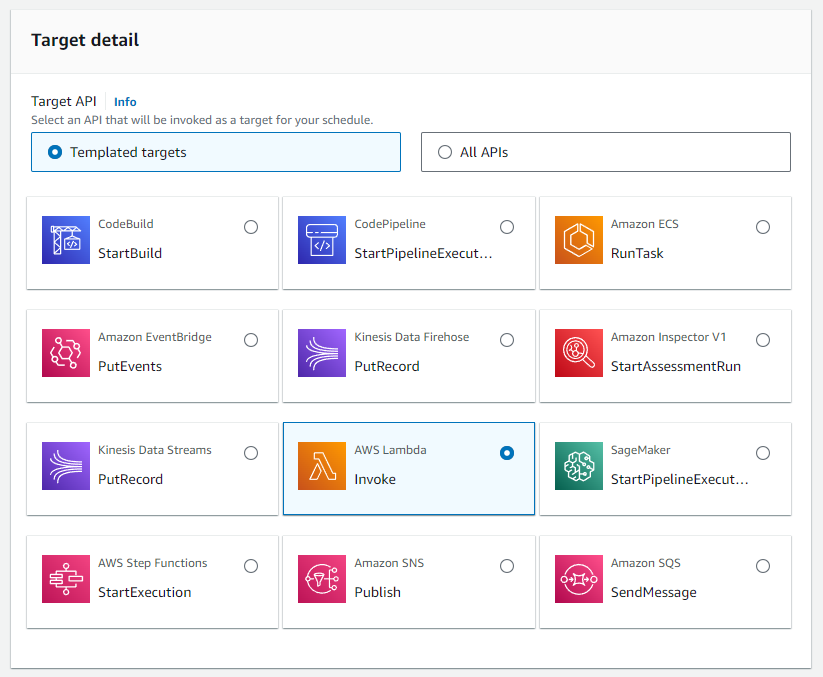 Target detail
Target API
Info
Select an API that will be invoked as a target for your schedule.
Templated targets
All APIs
CodeBuild
StartBuild
CodePipeline
StartPipelineExecut...
Amazon ECS
RunTask
Amazon EventBridge
PutEvents
Kinesis Data Firehose
PutRecord
Amazon Inspector V1
StartAssessmentRun
Kinesis Data Streams
PutRecord
AWS Lambda
Invoke
SageMaker
StartPipelineExecut...
AWS Step Functions
StartExecution
Amazon SNS
Publish
Amazon SQS
SendMessage